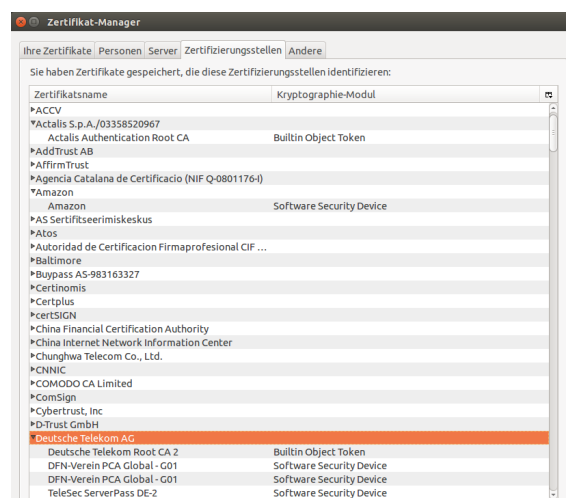 Zertifikat-Manager
Ihre Zertifikate Personen Server Zertifizierungsstellen Andere
Sie haben Zertifikate gespeichert, die diese Zertifizierungsstellen identifizieren:
Zertifikatsname Kryptographie-Modul
ACCV
Actalis S.p.A./03358520967
Actalis Authentication Root CA Builtin Object Token
AddTrust AB
AffirmTrust
Agencia Catalana de Certificacio (NIF Q-0801176-I)
Amazon
Amazon Software Security Device
AS Sertifitseerimiskeskus
Atos
Autoridad de Certificacion Firmaprofesional CIF …
Baltimore
Buypass AS-983163327
Certinomis
Certplus
certSIGN
China Financial Certification Authority
China Internet Network Information Center
Chunghwa Telecom Co., Ltd.
CNNIC
COMODO CA Limited
ComSign
Cybertrust, Inc
D-Trust GmbH
Deutsche Telekom AG
Deutsche Telekom Root CA 2 Builtin Object Token
DFN-Verein PCA Global - G01 Software Security Device
DFN-Verein PCA Global - G01 Software Security Device
TeleSec ServerPass DE-2 Software Security Device